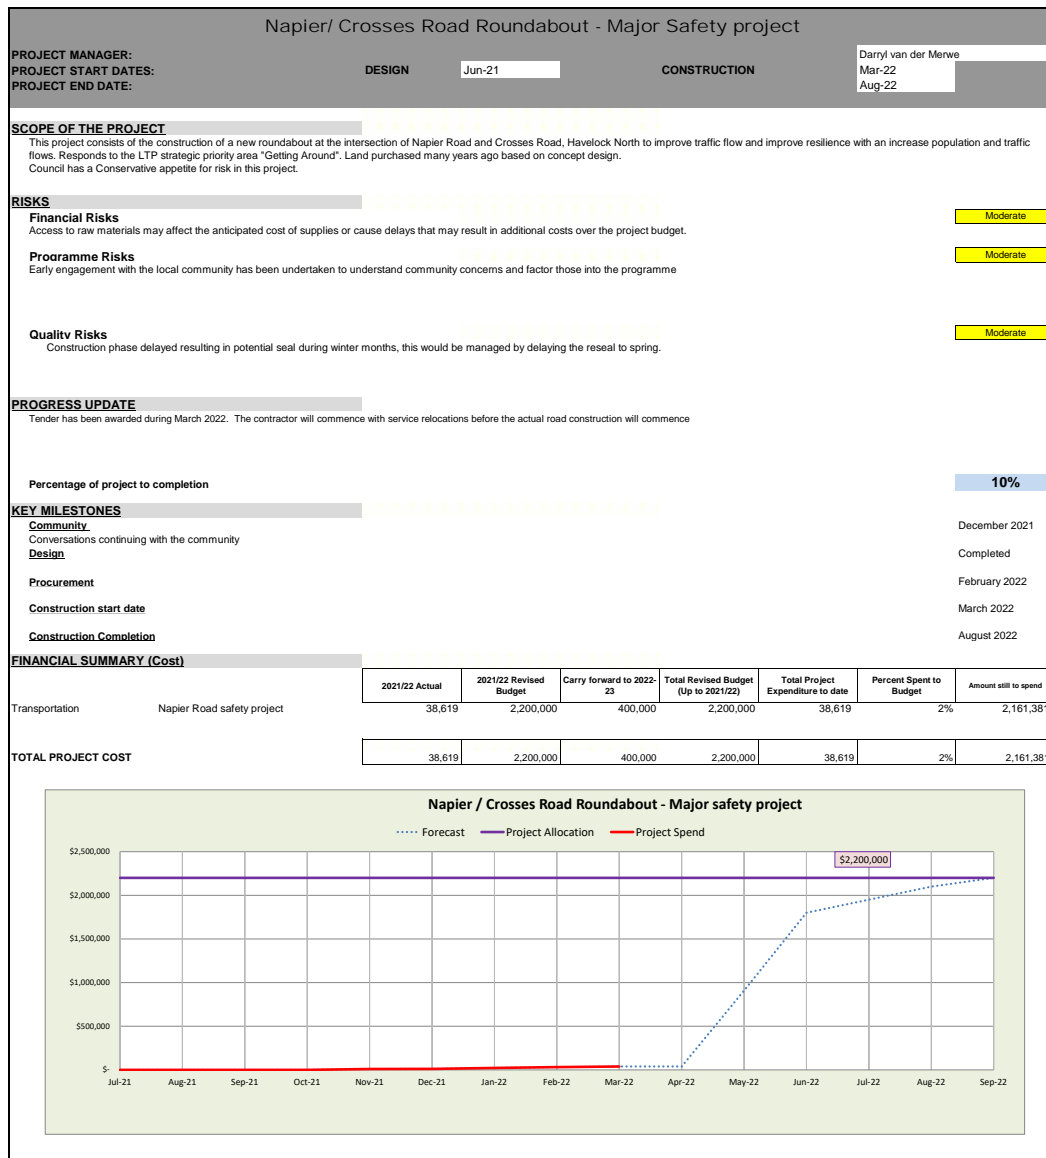 Napier/ Crosses Road Roundabout - Major Safety project
PROJECT MANAGER: Darryl van der Merwe
PROJECT START DATES: DESIGN Jun-21 CONSTRUCTION Mar-22
PROJECT END DATE: Aug-22
SCOPE OF THE PROJECT
This project consists of the construction of a new roundabout at the intersection of Napier Road and Crosses Road, Havelock North to improve traffic flow and improve resilience with an increase population and traffic
flows. Responds to the LTP strategic priority area "Getting Around". Land purchased many years ago based on concept design.
Council has a Conservative appetite for risk in this project.
RISKS
Financial Risks Moderate
Access to raw materials may affect the anticipated cost of supplies or cause delays that may result in additional costs over the project budget.
Programme Risks Moderate
Early engagement with the local community has been undertaken to understand community concerns and factor those into the programme
Quality Risks Moderate
Construction phase delayed resulting in potential seal during winter months, this would be managed by delaying the reseal to spring.
PROGRESS UPDATE
Tender has been awarded during March 2022. The contractor will commence with service relocations before the actual road construction will commence
Percentage of project to completion 10%
KEY MILESTONES
Community December 2021
Conversations continuing with the community
Design Completed
Procurement February 2022
Construction start date March 2022
Construction Completion August 2022
FINANCIAL SUMMARY (Cost)
2021/22 Actual 2021/22 Revised Budget Carry forward to 2022-23 Total Revised Budget (Up to 2021/22) Total Project Expenditure to date Percent Spent to Budget Amount still to spend
Transportation Napier Road safety project 38,619 2,200,000 400,000 2,200,000 38,619 2% 2,161,381
TOTAL PROJECT COST 38,619 2,200,000 400,000 2,200,000 38,619 2% 2,161,381
Napier / Crosses Road Roundabout - Major safety project
Forecast Project Allocation Project Spend
$2,500,000
$2,200,000
$2,000,000
$1,500,000
$1,000,000
$500,000
$-
Jul-21 Aug-21 Sep-21 Oct-21 Nov-21 Dec-21 Jan-22 Feb-22 Mar-22 Apr-22 May-22 Jun-22 Jul-22 Aug-22 Sep-22